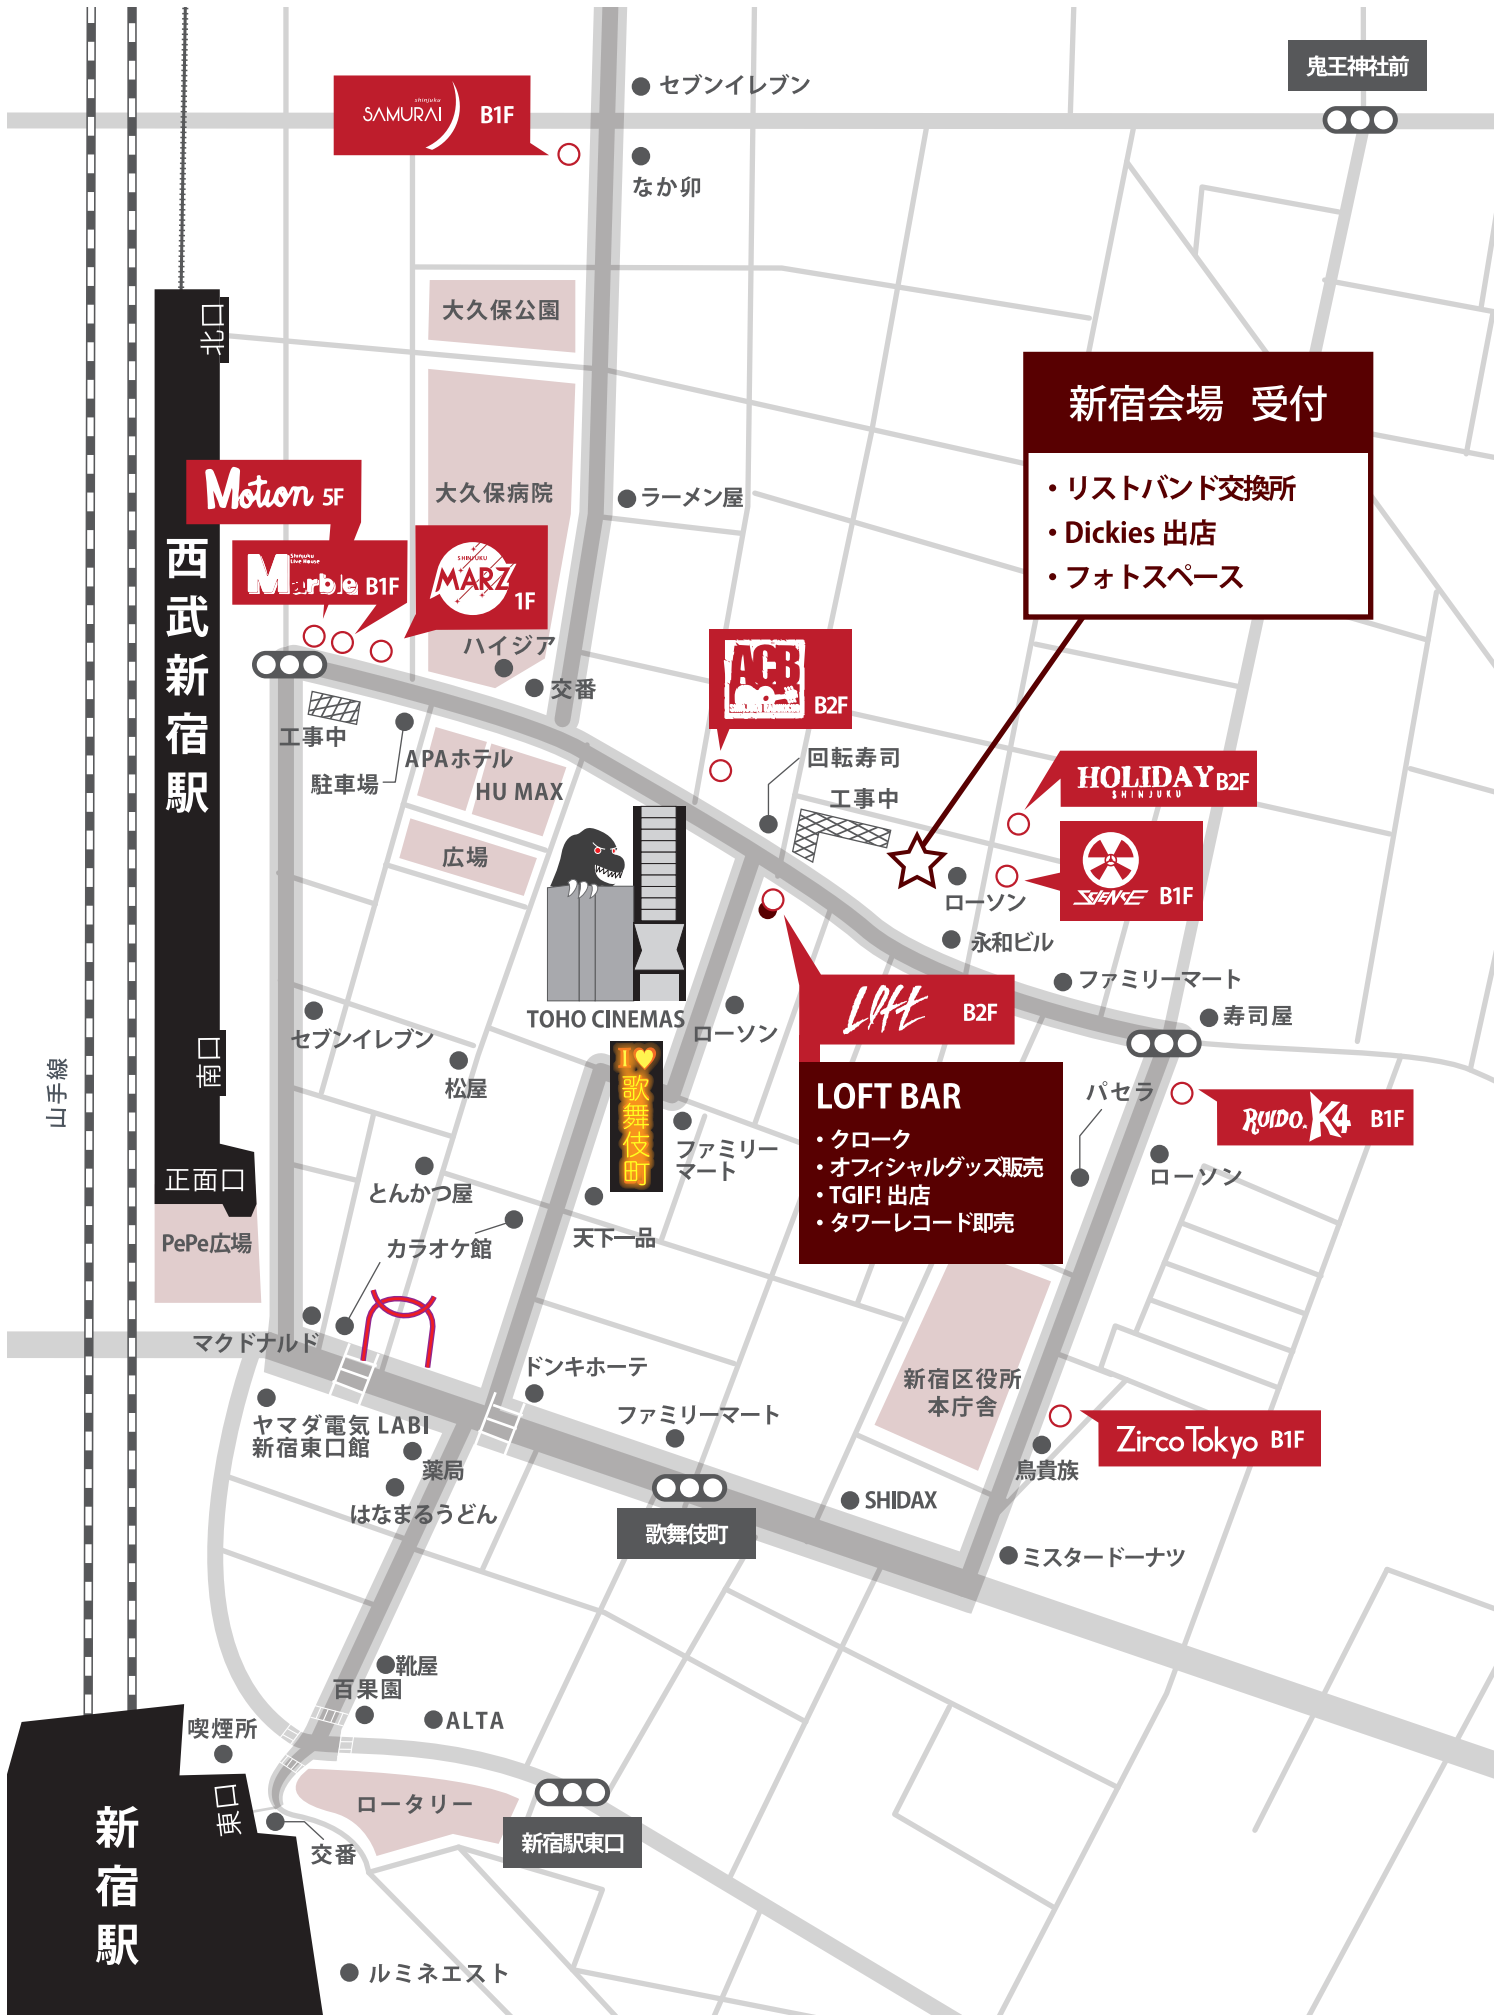 鬼王神社前
セブンイレブン
shinjuku
SAMURAI B1F
なか卯
大久保公園
北口
新宿会場 受付
・リストバンド交換所
・Dickies 出店
・フォトスペース
大久保病院
ラーメン屋
Motion 5F
Shinjuku
Live House
Marble B1F
SHINJUKU
MARZ
1F
西武新宿駅
ハイジア
交番
ACB
B2F
工事中
APAホテル
駐車場
HU MAX
回転寿司
工事中
HOLIDAY B2F
SHINJUKU
広場
SCIENCE B1F
ローソン
永和ビル
ファミリーマート
寿司屋
LOFT B2F
TOHO CINEMAS
ローソン
セブンイレブン
南口
山手線
松屋
I♥歌舞伎町
LOFT BAR
・クローク
・オフィシャルグッズ販売
・TGIF! 出店
・タワーレコード即売
パセラ
RUIDO.K4 B1F
ローソン
ファミリー
マート
正面口
とんかつ屋
天下一品
カラオケ館
PePe広場
マクドナルド
ドンキホーテ
新宿区役所
本庁舎
ファミリーマート
ヤマダ電気 LABI
新宿東口館
ZircoTokyo B1F
鳥貴族
薬局
はなまるうどん
SHIDAX
歌舞伎町
ミスタードーナツ
靴屋
百果園
ALTA
喫煙所
東口
ロータリー
新宿駅東口
交番
新宿駅
ルミネエスト